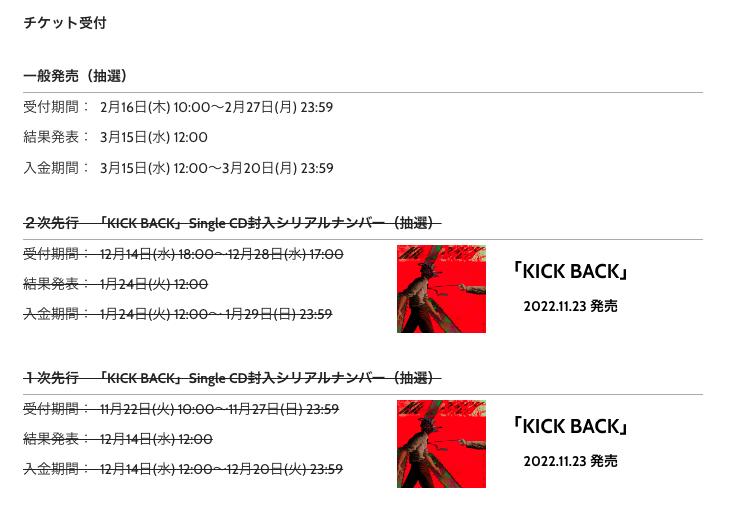 チケット受付
一般発売（抽選）
受付期間： 2月16日(木) 10:00～2月27日(月) 23:59
結果発表： 3月15日(水) 12:00
入金期間： 3月15日(水) 12:00～3月20日(月) 23:59
２次先行　「KICK BACK」Single CD封入シリアルナンバー（抽選）
受付期間： 12月14日(水) 18:00～12月28日(水) 17:00
結果発表： 1月24日(火) 12:00
入金期間： 1月24日(火) 12:00～1月29日(日) 23:59
「KICK BACK」
2022.11.23 発売
１次先行　「KICK BACK」Single CD封入シリアルナンバー（抽選）
受付期間： 11月22日(火) 10:00～11月27日(日) 23:59
結果発表： 12月14日(水) 12:00
入金期間： 12月14日(水) 12:00～12月20日(火) 23:59
「KICK BACK」
2022.11.23 発売